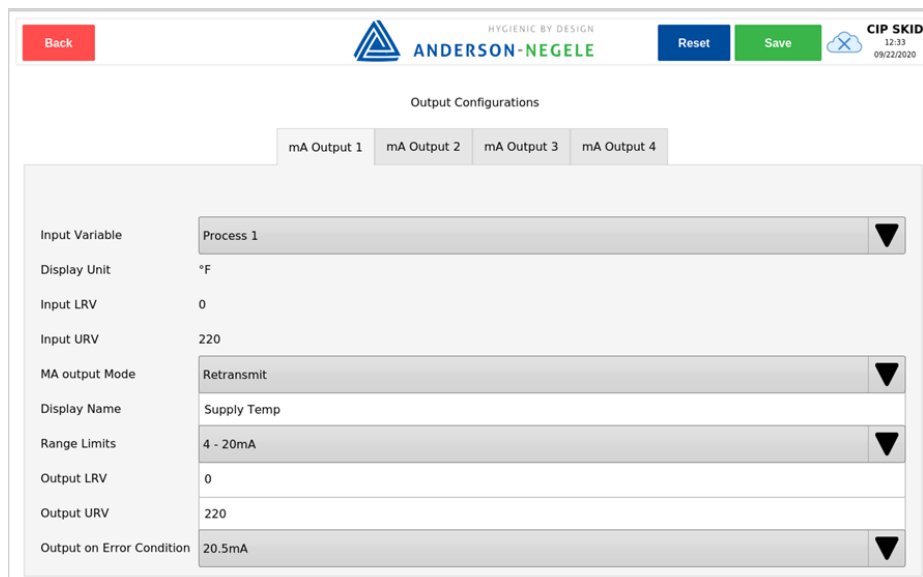 Back
HYGIENIC BY DESIGN
ANDERSON-NEGELE
Reset
Save
CIP SKID
12:33
09/22/2020
Output Configurations
mA Output 1 mA Output 2 mA Output 3 mA Output 4
Input Variable Process 1
Display Unit °F
Input LRV 0
Input URV 220
MA output Mode Retransmit
Display Name Supply Temp
Range Limits 4 - 20mA
Output LRV 0
Output URV 220
Output on Error Condition 20.5mA